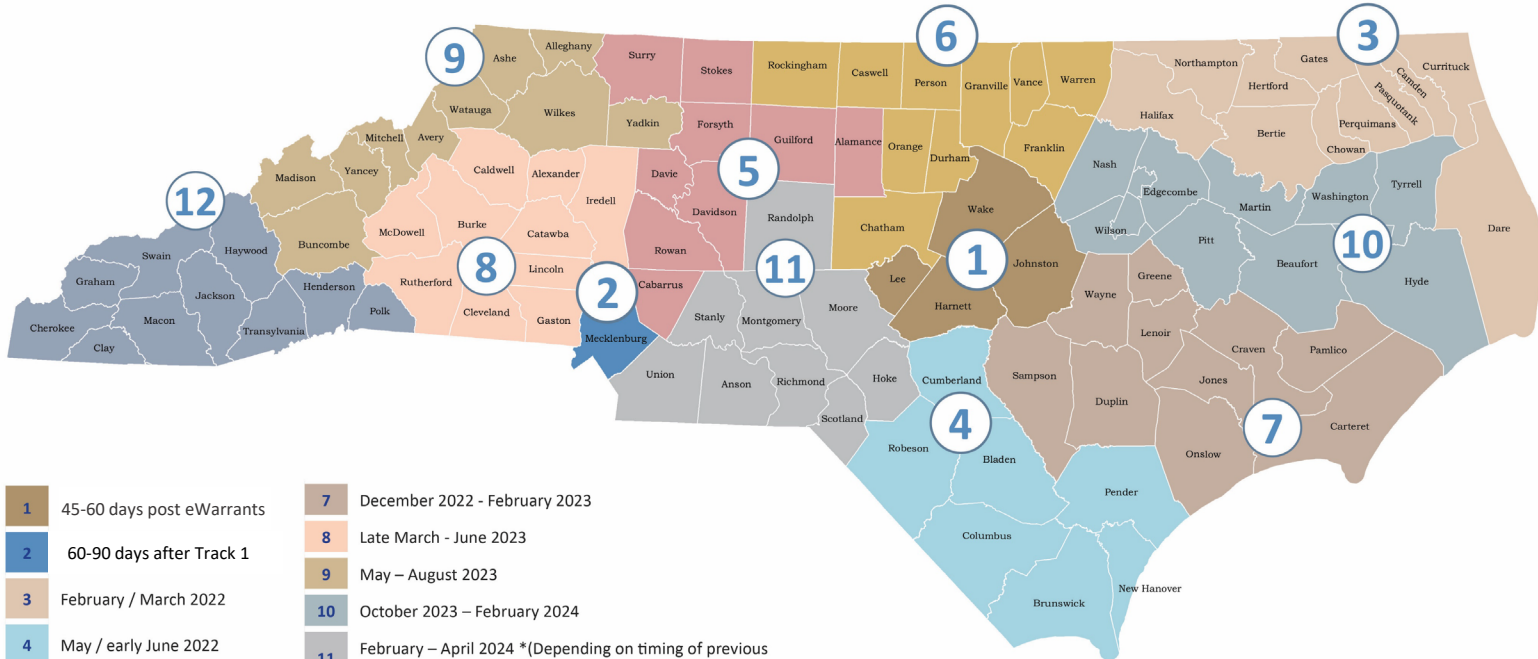 6
3
9
Ashe
Alleghany
Surry
Stokes
Rockingham
Caswell
Person
Granville
Vance
Warren
Northampton
Gates
Hertford
Camden
Currituck
Pasquotank
Perquimans
Chowan
Halifax
Bertie
Watauga
Wilkes
Yadkin
Forsyth
Guilford
Alamance
Orange
Durham
Franklin
Nash
Edgecombe
Martin
Washington
Tyrrell
Dare
Mitchell
Avery
Yancey
Madison
Caldwell
Alexander
Iredell
Davie
5
Davidson
Randolph
Chatham
Wake
Wilson
Pitt
Beaufort
10
Hyde
12
Buncombe
McDowell
Burke
Catawba
Rowan
11
Lee
1
Johnston
Greene
Wayne
Swain
Haywood
Graham
Jackson
Henderson
Rutherford
8
Lincoln
2
Cabarrus
Stanly
Montgomery
Moore
Harnett
Lenoir
Craven
Pamlico
Cherokee
Macon
Clay
Transylvania
Polk
Cleveland
Gaston
Mecklenburg
Union
Anson
Richmond
Hoke
Scotland
Cumberland
Sampson
Duplin
Jones
Carteret
4
7
Onslow
Robeson
Bladen
Pender
Columbus
Brunswick
New Hanover
1 45-60 days post eWarrants
2 60-90 days after Track 1
3 February / March 2022
4 May / early June 2022
7 December 2022 - February 2023
8 Late March - June 2023
9 May – August 2023
10 October 2023 – February 2024
11 February – April 2024 *(Depending on timing of previous